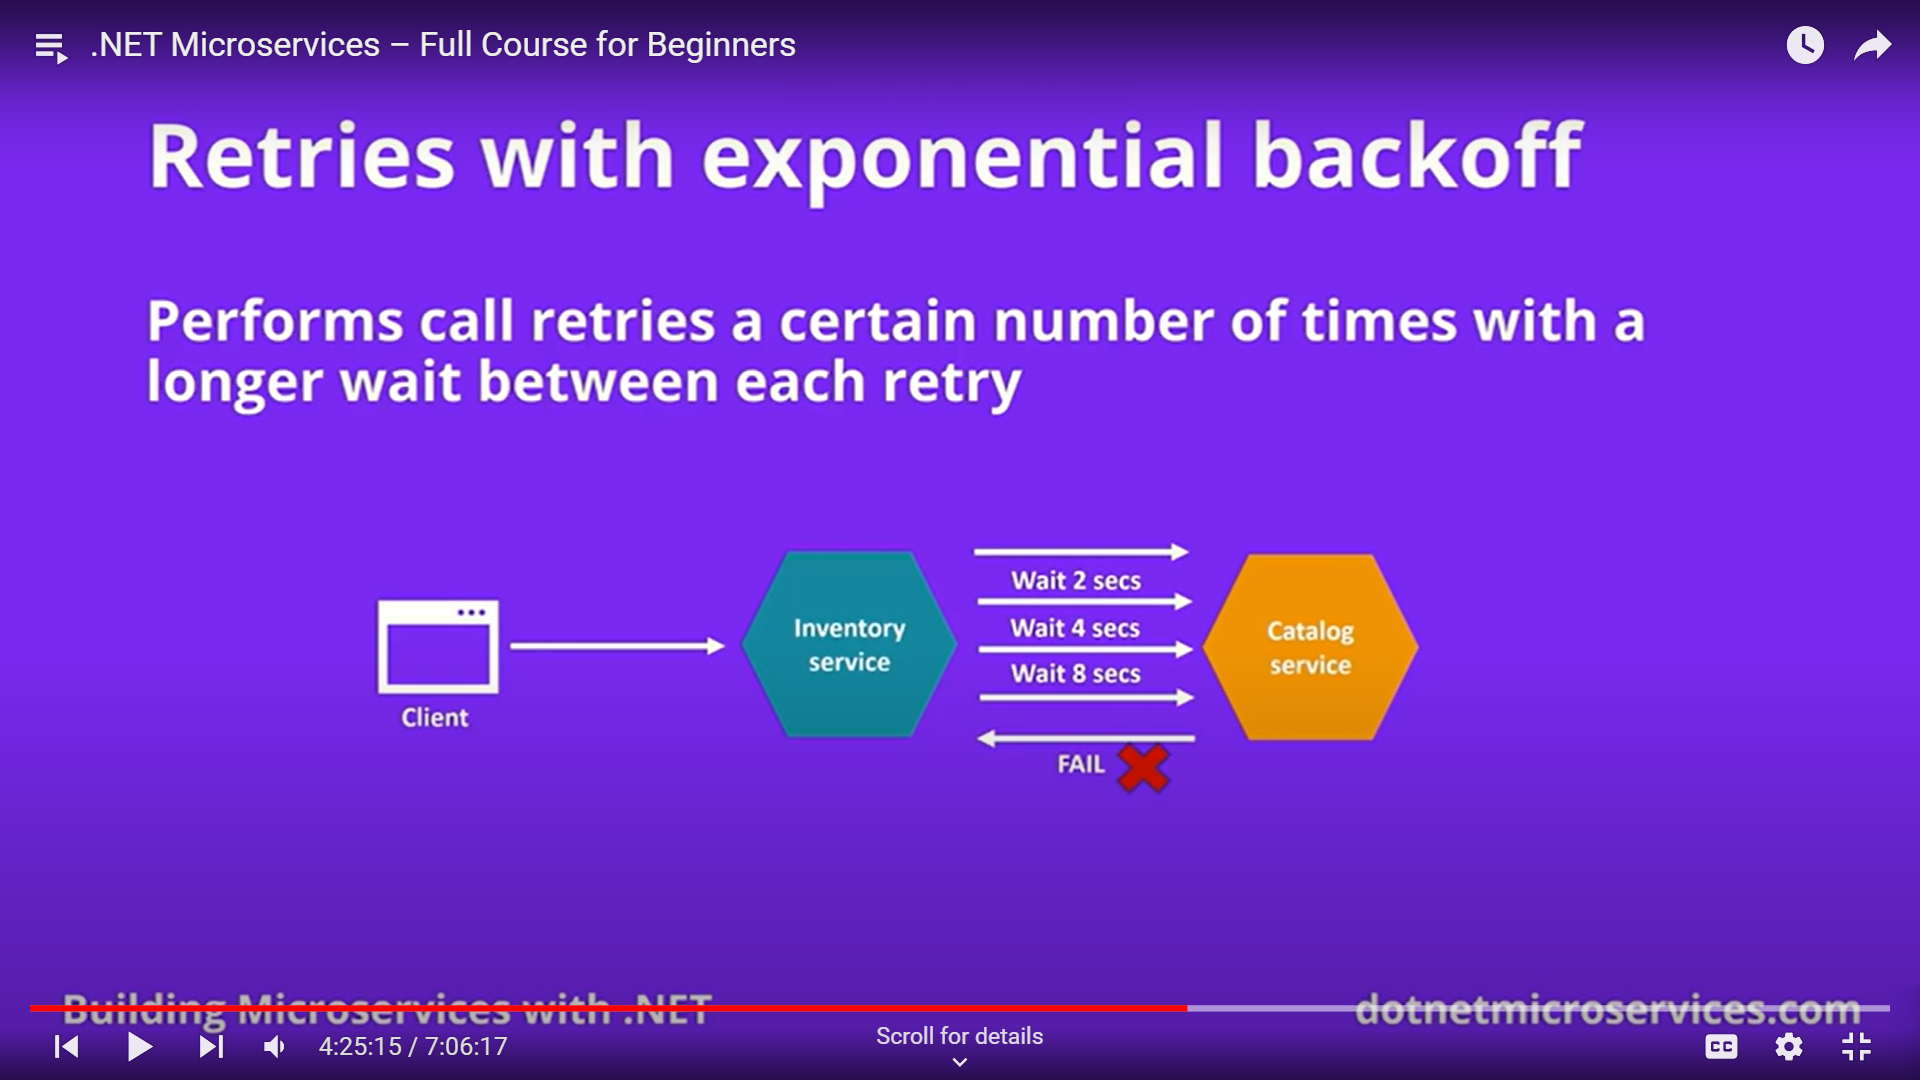 .NET Microservices – Full Course for Beginners
Retries with exponential backoff
Performs call retries a certain number of times with a
longer wait between each retry
Client
Inventory
service
Wait 2 secs
Wait 4 secs
Wait 8 secs
FAIL
Catalog
service
Building Microservices with .NET
dotnetmicroservices.com
4:25:15 / 7:06:17
Scroll for details
CC